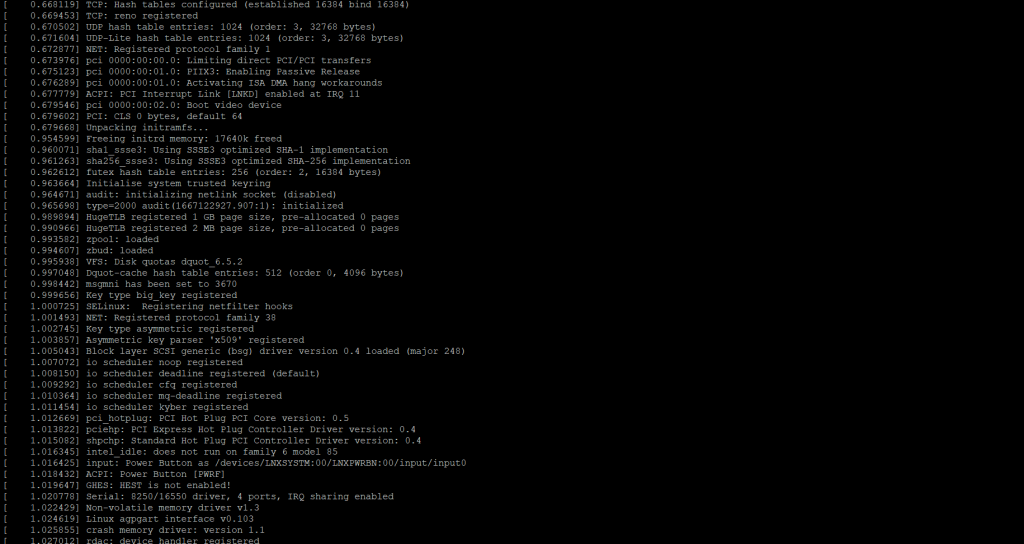 [    0.668119] TCP: Hash tables configured (established 16384 bind 16384)
[    0.669453] TCP: reno registered
[    0.670502] UDP hash table entries: 1024 (order: 3, 32768 bytes)
[    0.671604] UDP-Lite hash table entries: 1024 (order: 3, 32768 bytes)
[    0.672877] NET: Registered protocol family 1
[    0.673976] pci 0000:00:00.0: Limiting direct PCI/PCI transfers
[    0.675123] pci 0000:00:01.0: PIIX3: Enabling Passive Release
[    0.676289] pci 0000:00:01.0: Activating ISA DMA hang workarounds
[    0.677779] ACPI: PCI Interrupt Link [LNKD] enabled at IRQ 11
[    0.679546] pci 0000:00:02.0: Boot video device
[    0.679602] PCI: CLS 0 bytes, default 64
[    0.679668] Unpacking initramfs...
[    0.954599] Freeing initrd memory: 17640k freed
[    0.960071] sha1_ssse3: Using SSSE3 optimized SHA-1 implementation
[    0.961263] sha256_ssse3: Using SSSE3 optimized SHA-256 implementation
[    0.962612] futex hash table entries: 256 (order: 2, 16384 bytes)
[    0.963664] Initialise system trusted keyring
[    0.964671] audit: initializing netlink socket (disabled)
[    0.965698] type=2000 audit(1667122927.907:1): initialized
[    0.989894] HugeTLB registered 1 GB page size, pre-allocated 0 pages
[    0.990966] HugeTLB registered 2 MB page size, pre-allocated 0 pages
[    0.993582] zpool: loaded
[    0.994607] zbud: loaded
[    0.995938] VFS: Disk quotas dquot_6.5.2
[    0.997048] Dquot-cache hash table entries: 512 (order 0, 4096 bytes)
[    0.998442] msgmni has been set to 3670
[    0.999656] Key type big_key registered
[    1.000725] SELinux:  Registering netfilter hooks
[    1.001493] NET: Registered protocol family 38
[    1.002745] Key type asymmetric registered
[    1.003857] Asymmetric key parser 'x509' registered
[    1.005043] Block layer SCSI generic (bsg) driver version 0.4 loaded (major 248)
[    1.007072] io scheduler noop registered
[    1.008150] io scheduler deadline registered (default)
[    1.009292] io scheduler cfq registered
[    1.010364] io scheduler mq-deadline registered
[    1.011454] io scheduler kyber registered
[    1.012669] pci_hotplug: PCI Hot Plug PCI Core version: 0.5
[    1.013822] pciehp: PCI Express Hot Plug Controller Driver version: 0.4
[    1.015082] shpchp: Standard Hot Plug PCI Controller Driver version: 0.4
[    1.016345] intel_idle: does not run on family 6 model 85
[    1.016425] input: Power Button as /devices/LNXSYSTM:00/LNXPWRBN:00/input/input0
[    1.018432] ACPI: Power Button [PWRF]
[    1.019647] GHES: HEST is not enabled!
[    1.020778] Serial: 8250/16550 driver, 4 ports, IRQ sharing enabled
[    1.022429] Non-volatile memory driver v1.3
[    1.024619] Linux agpgart interface v0.103
[    1.025855] crash memory driver: version 1.1
[    1.027012] rdac: device handler registered